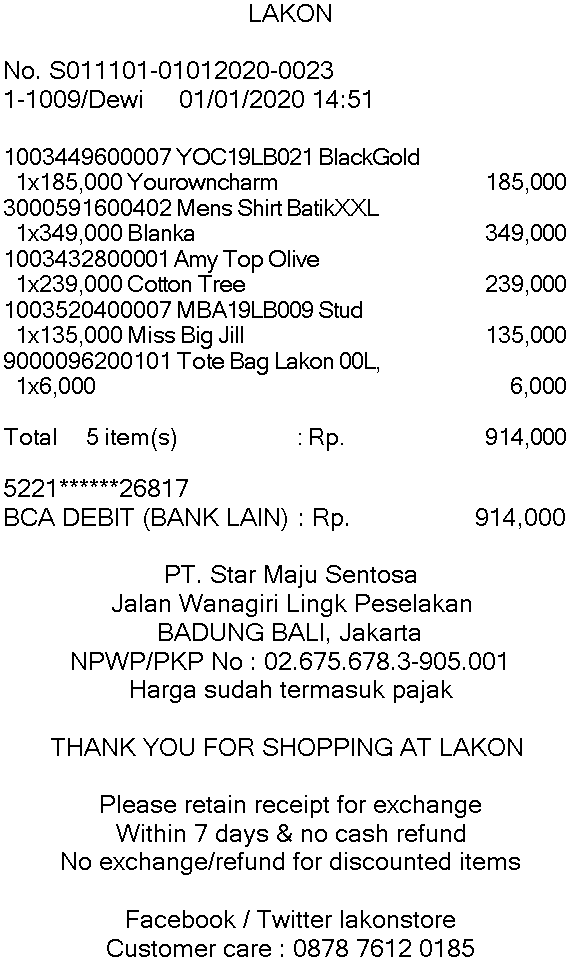 LAKON
No. S011101-01012020-0023
1-1009/Dewi 01/01/2020 14:51
1003449600007 YOC19LB021 BlackGold
1x185,000 Yourowncharm 185,000
3000591600402 Mens Shirt BatikXXL
1x349,000 Blanka 349,000
1003432800001 Amy Top Olive
1x239,000 Cotton Tree 239,000
1003520400007 MBA19LB009 Stud
1x135,000 Miss Big Jill 135,000
9000096200101 Tote Bag Lakon 00L,
1x6,000 6,000
Total 5 item(s) : Rp. 914,000
5221******26817
BCA DEBIT (BANK LAIN) : Rp. 914,000
PT. Star Maju Sentosa
Jalan Wanagiri Lingk Peselakan
BADUNG BALI, Jakarta
NPWP/PKP No : 02.675.678.3-905.001
Harga sudah termasuk pajak
THANK YOU FOR SHOPPING AT LAKON
Please retain receipt for exchange
Within 7 days & no cash refund
No exchange/refund for discounted items
Facebook / Twitter lakonstore
Customer care : 0878 7612 0185